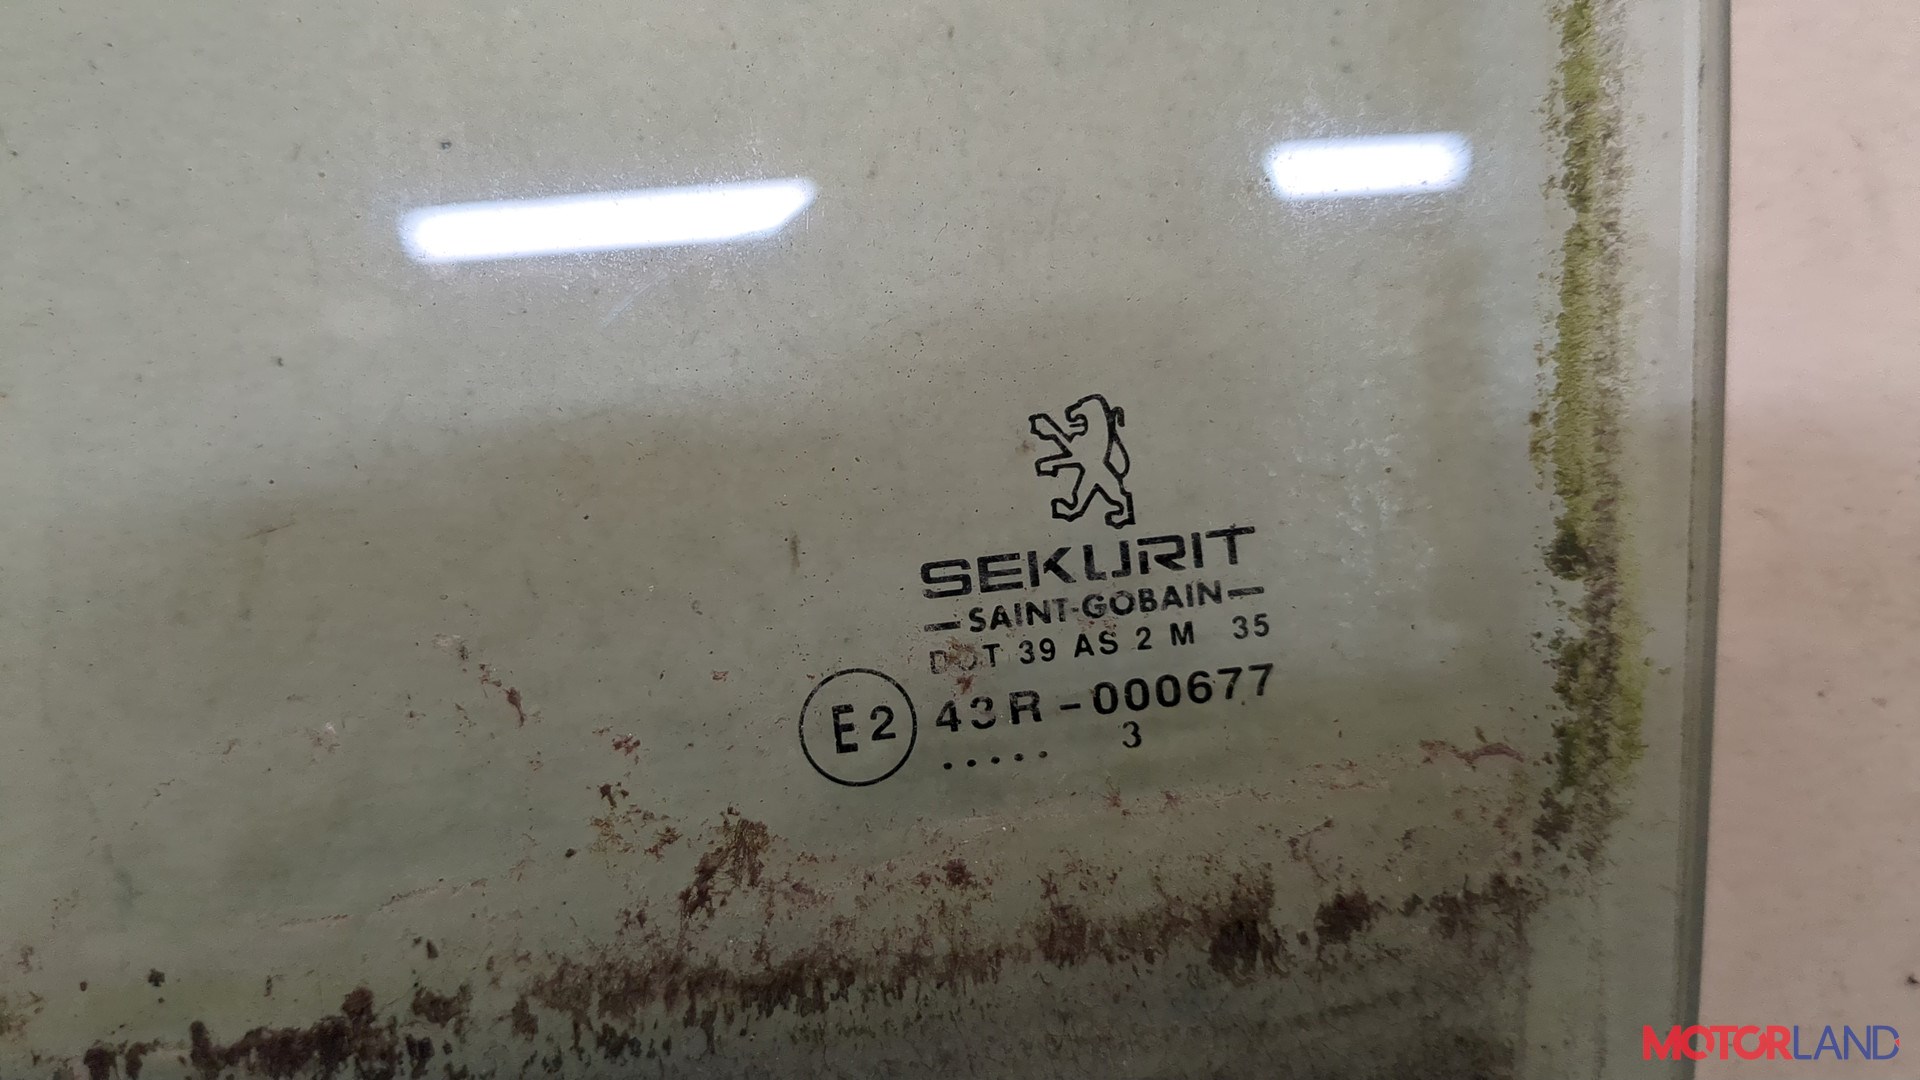 SEKURIT
—SAINT-GOBAIN—
DOT 39 AS 2 M 35
E2 43R-000677
..... 3
MOTORLAND